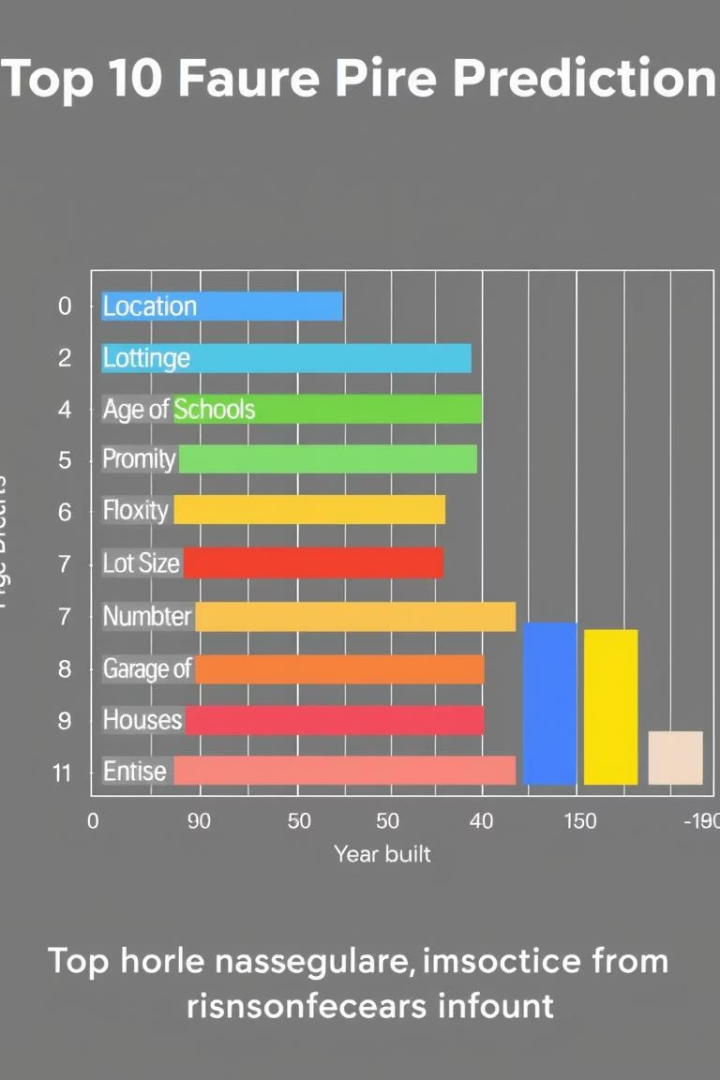 Top 10 Faure Pire Prediction
0 Location
2 Lottinge
4 Age of Schools
5 Promity
6 Floxity
7 Lot Size
7 Numbter
8 Garage of
9 Houses
11 Entise
0 90 50 50 40 150 -190
Year built
Top horle nassegulare, imsoctice from
risnsonfecears infount